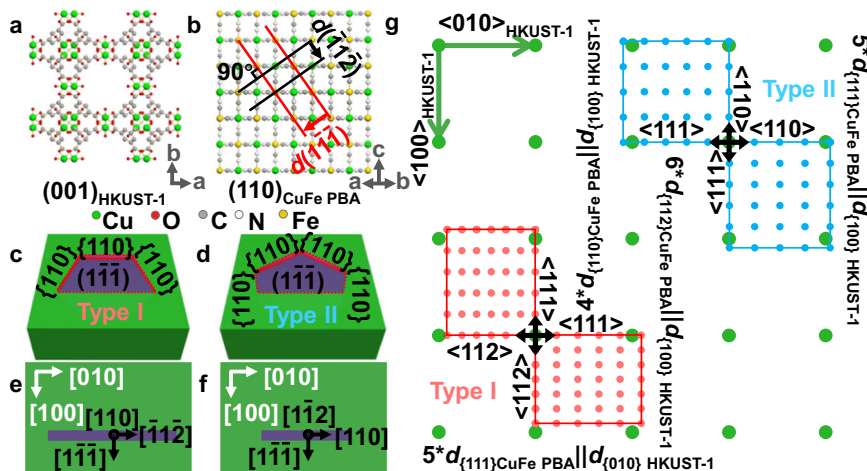 a
b
g
90°
d(1̄1̄2̄)
d(11̄1̄)
b
a
c
a
b
(001)HKUST-1
(110)CuFe PBA
Cu
O
C
N
Fe
c
{110}
{110}
{110}
(11̄1̄)
Type I
d
{110}
{110}
{110}
{110}
(11̄1̄)
Type II
e
[010]
[100]
[110]
[1̄12̄]
[11̄1̄]
f
[010]
[100]
[11̄2]
[110]
[11̄1̄]
<010>HKUST-1
<100>HKUST-1
Type II
<110>
<111>
<110>
<111>
5*d{111}CuFe PBA||d{100} HKUST-1
6*d{112}CuFe PBA||d{100} HKUST-1
4*d{110}CuFe PBA||d{100} HKUST-1
<111>
<112>
<111>
<112>
Type I
5*d{111}CuFe PBA||d{010} HKUST-1